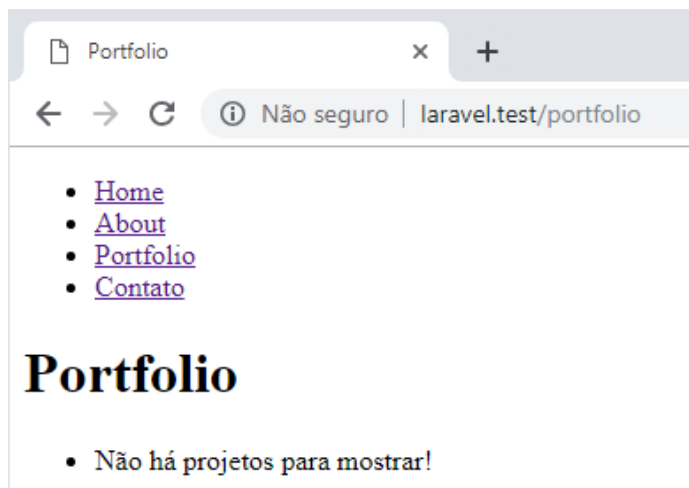 Portfolio
Não seguro | laravel.test/portfolio
Home
About
Portfolio
Contato
Portfolio
Não há projetos para mostrar!